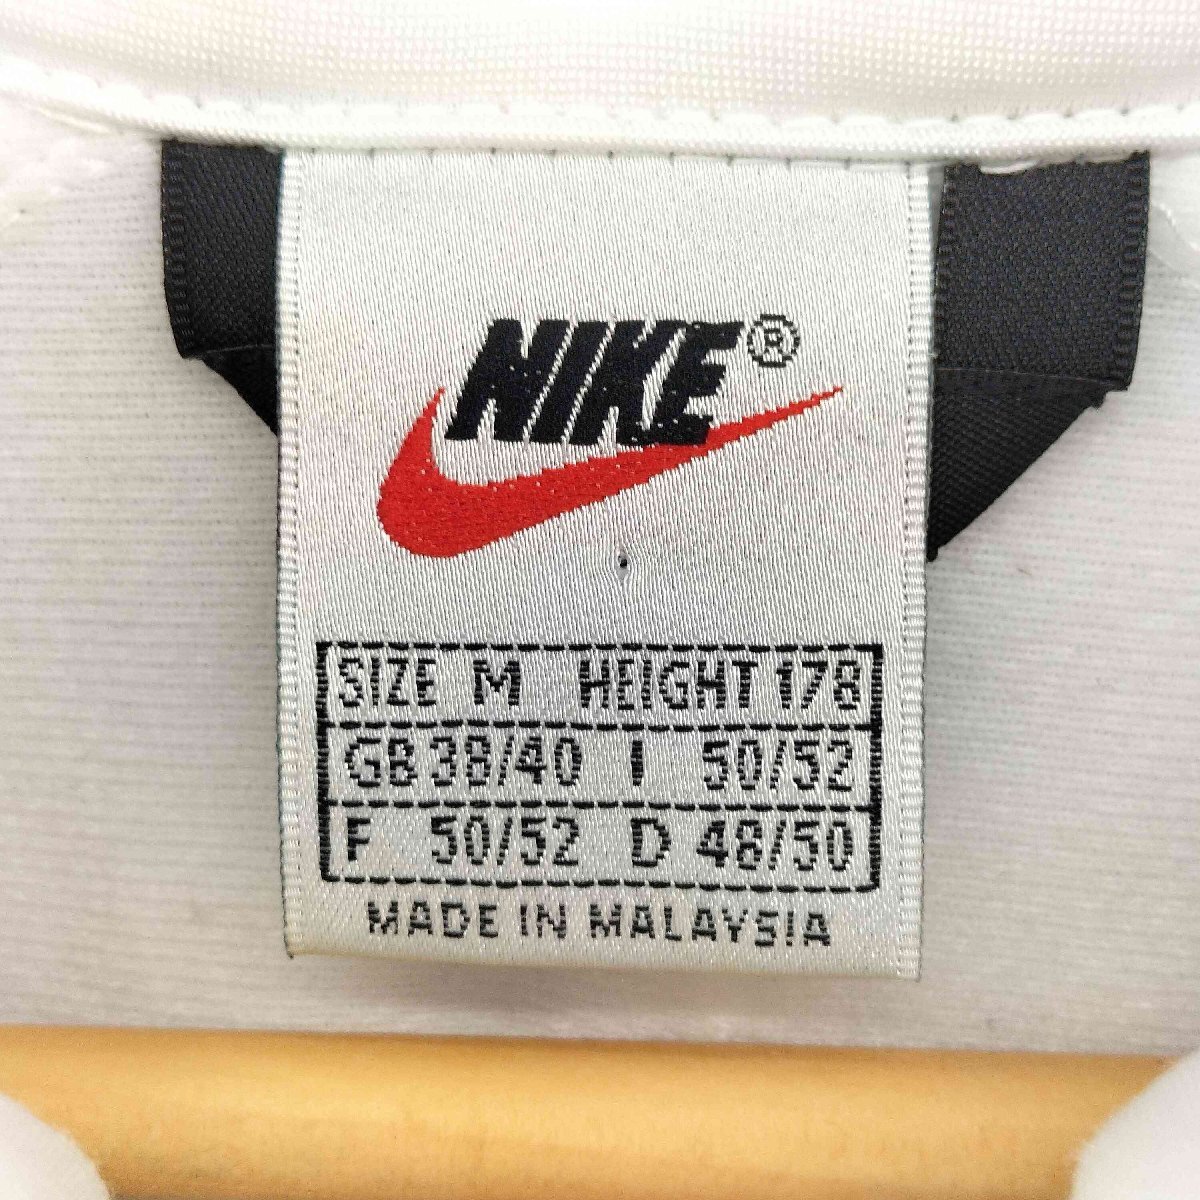 NIKE®
SIZE M HEIGHT 178
GB 38/40 I 50/52
F 50/52 D 48/50
MADE IN MALAYSIA